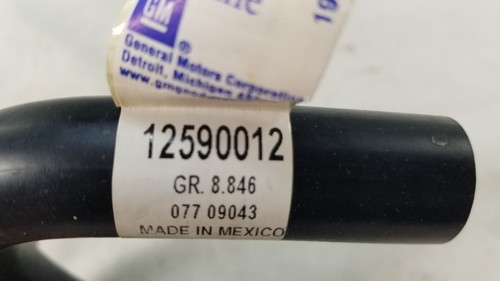 GM
®
General Motors Corporation
Detroit, Michigan
12590012
GR. 8.846
077 09043
MADE IN MEXICO